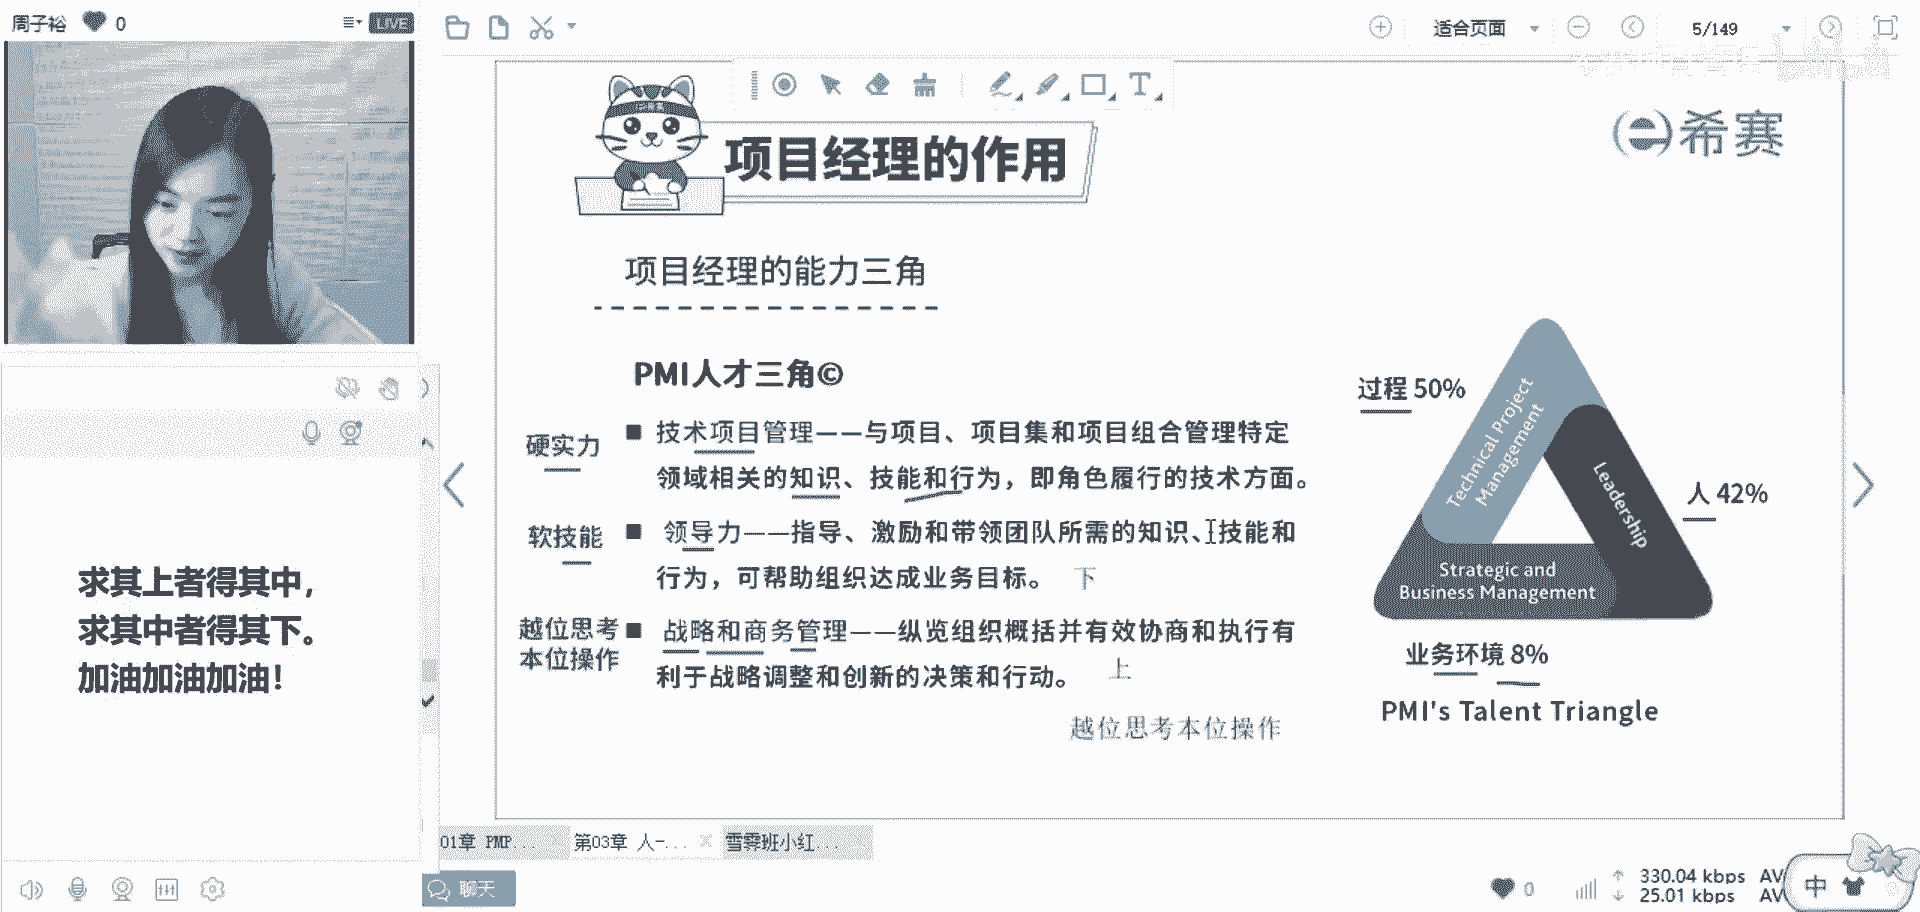 周子裕 0
LIVE
适合页面
5/149
希赛
项目经理的作用
项目经理的能力三角
PMI人才三角©
硬实力
■ 技术项目管理——与项目、项目集和项目组合管理特定
领域相关的知识、技能和行为，即角色履行的技术方面。
软技能
■ 领导力——指导、激励和带领团队所需的知识、技能和
行为，可帮助组织达成业务目标。 下
越位思考
本位操作
■ 战略和商务管理——纵览组织概括并有效协商和执行有
利于战略调整和创新的决策和行动。 上
越位思考本位操作
过程 50%
Technical Project
Management
Leadership
人 42%
Strategic and
Business Management
业务环境 8%
PMI's Talent Triangle
求其上者得其中，
求其中者得其下。
加油加油加油！
01章 PMP...
第03章 人-...
雪霁班小红...
聊天
0
330.04 kbps AV
25.01 kbps AV
中